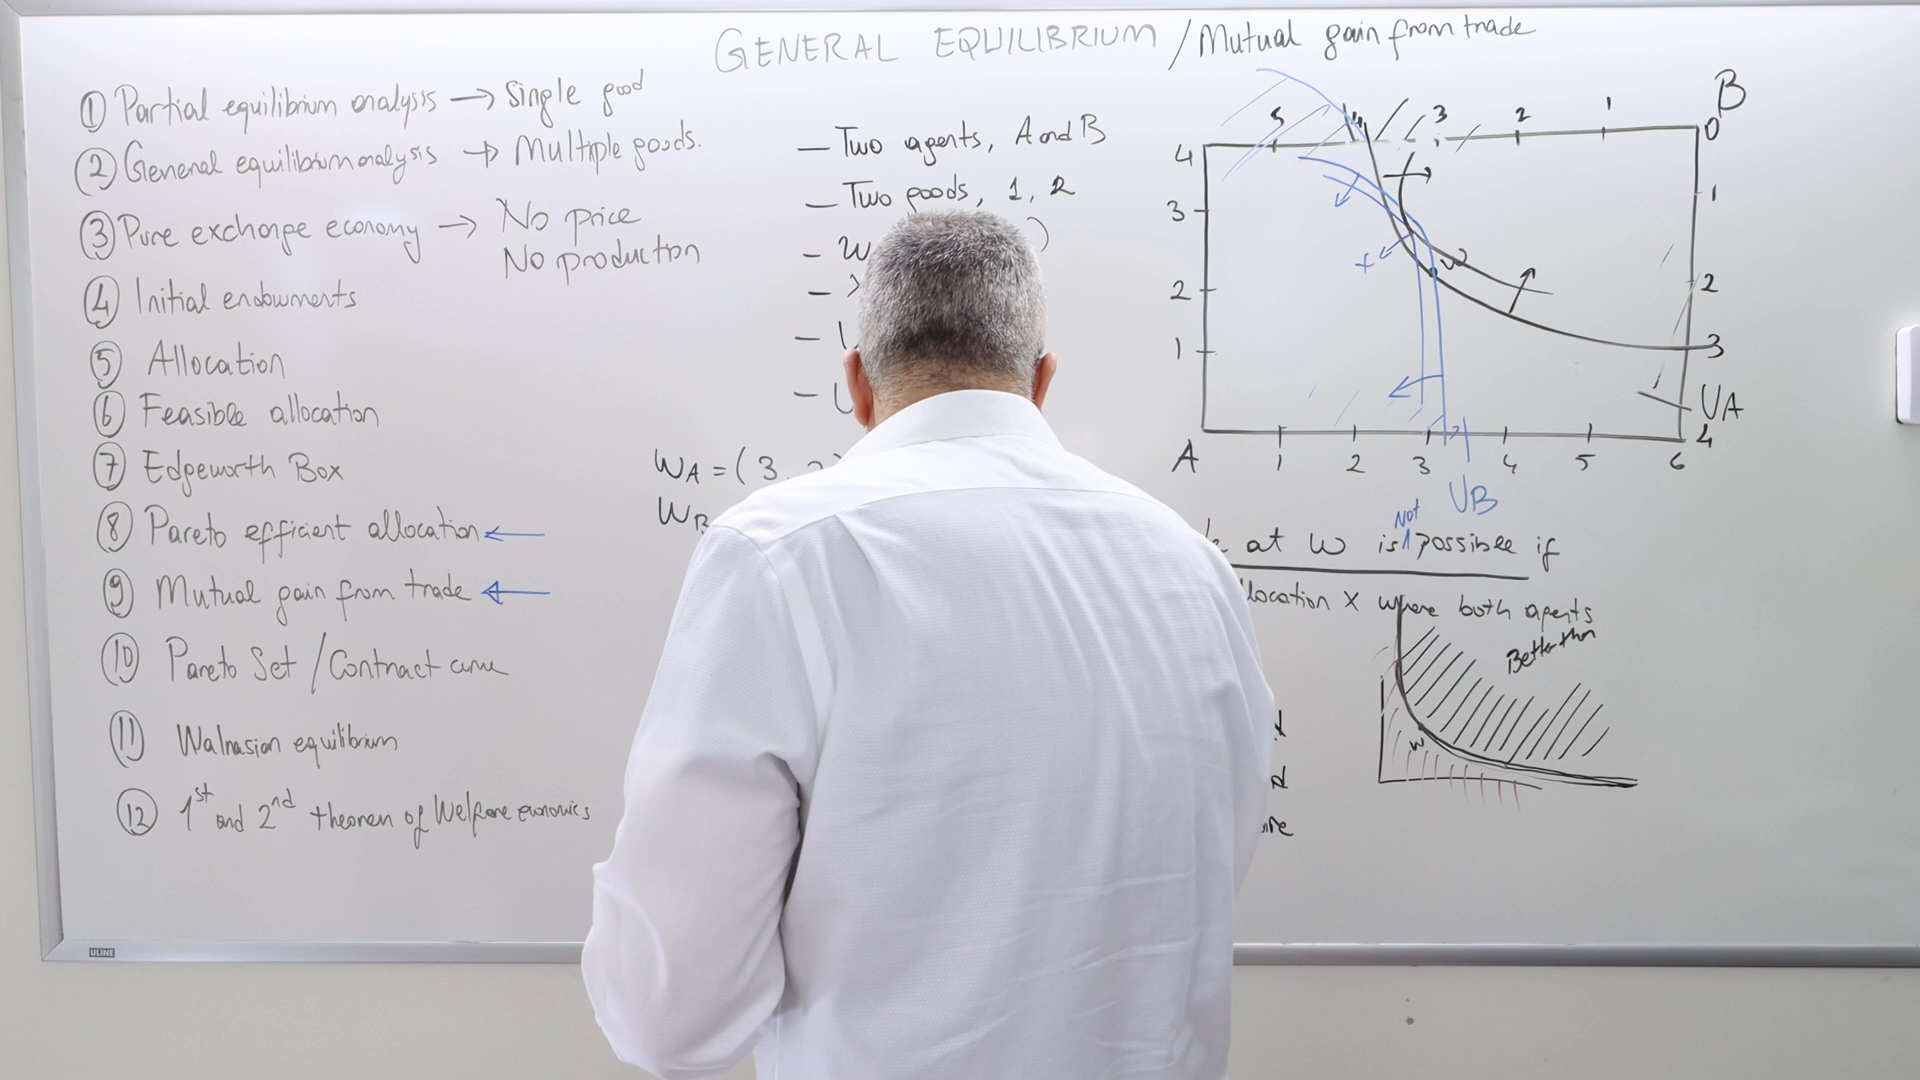 GENERAL EQUILIBRIUM / Mutual gain from trade
① Partial equilibrium analysis → Single good
② General equilibrium analysis → Multiple goods.
③ Pure exchange economy → No price
No production
④ Initial endowments
⑤ Allocation
⑥ Feasible allocation
⑦ Edgeworth Box
⑧ Pareto efficient allocation ←
⑨ Mutual gain from trade ←
⑩ Pareto Set / Contract curve
⑪ Walrasian equilibrium
⑫ 1st and 2nd theorem of Welfare economics
– Two agents, A and B
– Two goods, 1, 2
– W )
–
– U
– U
WA = (3,
WB
B
5 4 3 2 1 0
4 3 2 1
1 2 3 4
A 1 2 3 4 5 6
x
W
UA
UB
at W is Not possible if
location X where both agents
Better than
W
ULINE